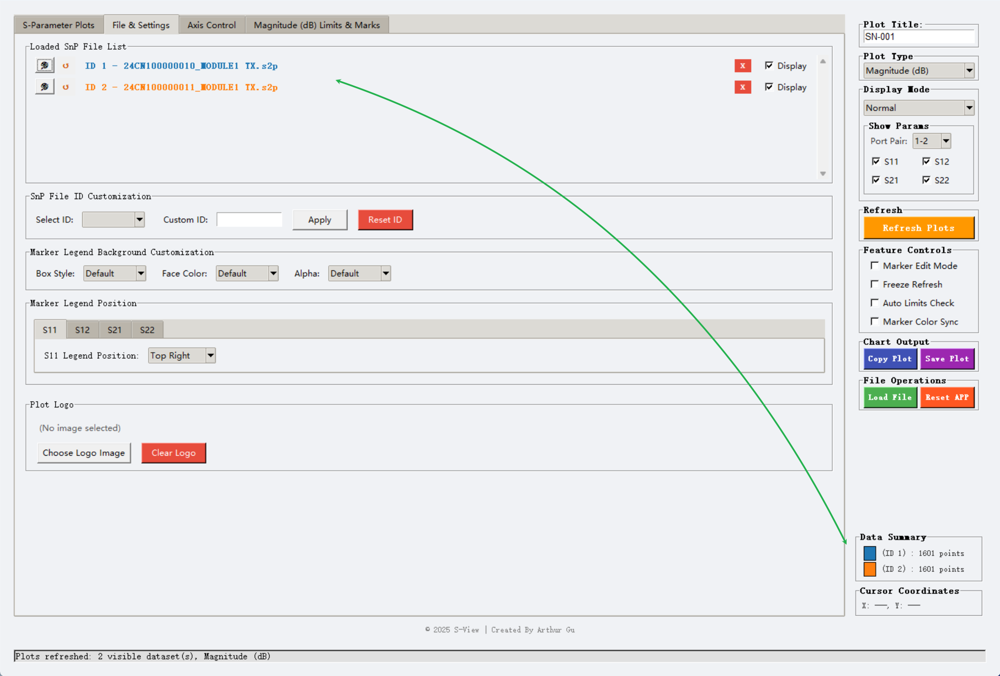 S-Parameter Plots
File & Settings
Axis Control
Magnitude (dB) Limits & Marks
Loaded SnP File List
ID 1 - 24CN100000010_MODULE1 TX.s2p
X
Display
ID 2 - 24CN100000011_MODULE1 TX.s2p
X
Display
SnP File ID Customization
Select ID:
Custom ID:
Apply
Reset ID
Marker Legend Background Customization
Box Style:
Default
Face Color:
Default
Alpha:
Default
Marker Legend Position
S11
S12
S21
S22
S11 Legend Position:
Top Right
Plot Logo
(No image selected)
Choose Logo Image
Clear Logo
Plot Title:
SN-001
Plot Type
Magnitude (dB)
Display Mode
Normal
Show Params
Port Pair:
1-2
S11
S12
S21
S22
Refresh
Refresh Plots
Feature Controls
Marker Edit Mode
Freeze Refresh
Auto Limits Check
Marker Color Sync
Chart Output
Copy Plot
Save Plot
File Operations
Load File
Reset APP
Data Summary
(ID 1) : 1601 points
(ID 2) : 1601 points
Cursor Coordinates
X: ——, Y: ——
© 2025 S-View | Created By Arthur Gu
Plots refreshed: 2 visible dataset(s), Magnitude (dB)